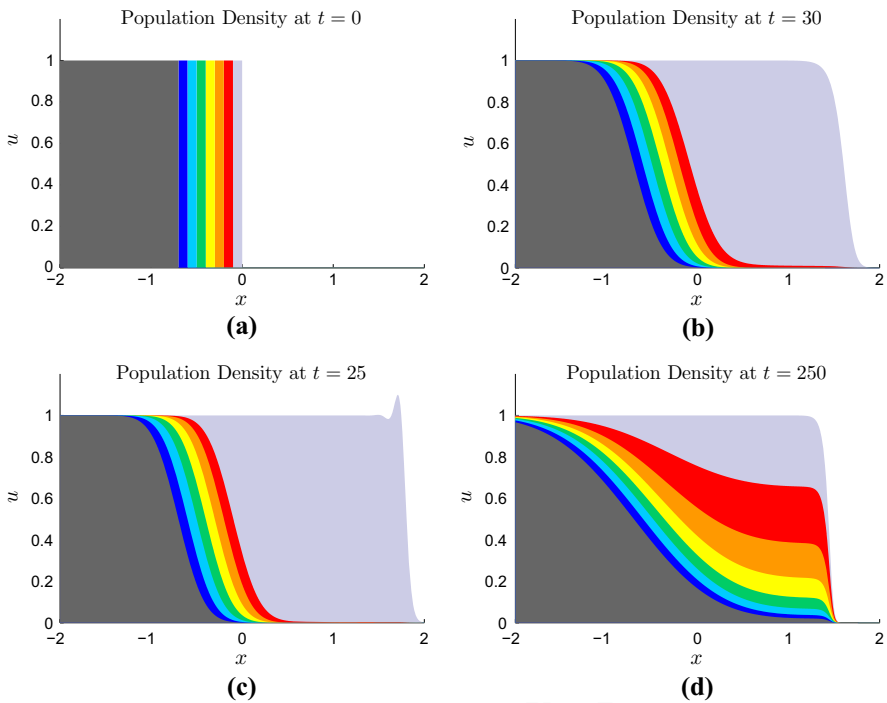 Population Density at t = 0
1
0.8
0.6
0.4
0.2
0
u
−2 −1 0 1 2
x
(a)
Population Density at t = 30
1
0.8
0.6
0.4
0.2
0
u
−2 −1 0 1 2
x
(b)
Population Density at t = 25
1
0.8
0.6
0.4
0.2
0
u
−2 −1 0 1 2
x
(c)
Population Density at t = 250
1
0.8
0.6
0.4
0.2
0
u
−2 −1 0 1 2
x
(d)